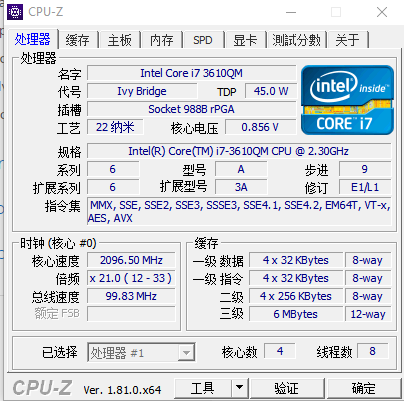 CPU-Z
处理器 缓存 主板 内存 SPD 显卡 测試分數 关于
处理器
名字 Intel Core i7 3610QM
代号 Ivy Bridge TDP 45.0 W
插槽 Socket 988B rPGA
工艺 22 纳米 核心电压 0.856 V
intel inside™
CORE™ i7
规格 Intel(R) Core(TM) i7-3610QM CPU @ 2.30GHz
系列 6 型号 A 步进 9
扩展系列 6 扩展型号 3A 修订 E1/L1
指令集 MMX, SSE, SSE2, SSE3, SSSE3, SSE4.1, SSE4.2, EM64T, VT-x,
AES, AVX
时钟 (核心 #0)
核心速度 2096.50 MHz
倍频 x 21.0 ( 12 - 33 )
总线速度 99.83 MHz
额定 FSB
缓存
一级 数据 4 x 32 KBytes 8-way
一级 指令 4 x 32 KBytes 8-way
二级 4 x 256 KBytes 8-way
三级 6 MBytes 12-way
已选择 处理器 #1 核心数 4 线程数 8
CPU-Z Ver. 1.81.0.x64 工具 验证 确定